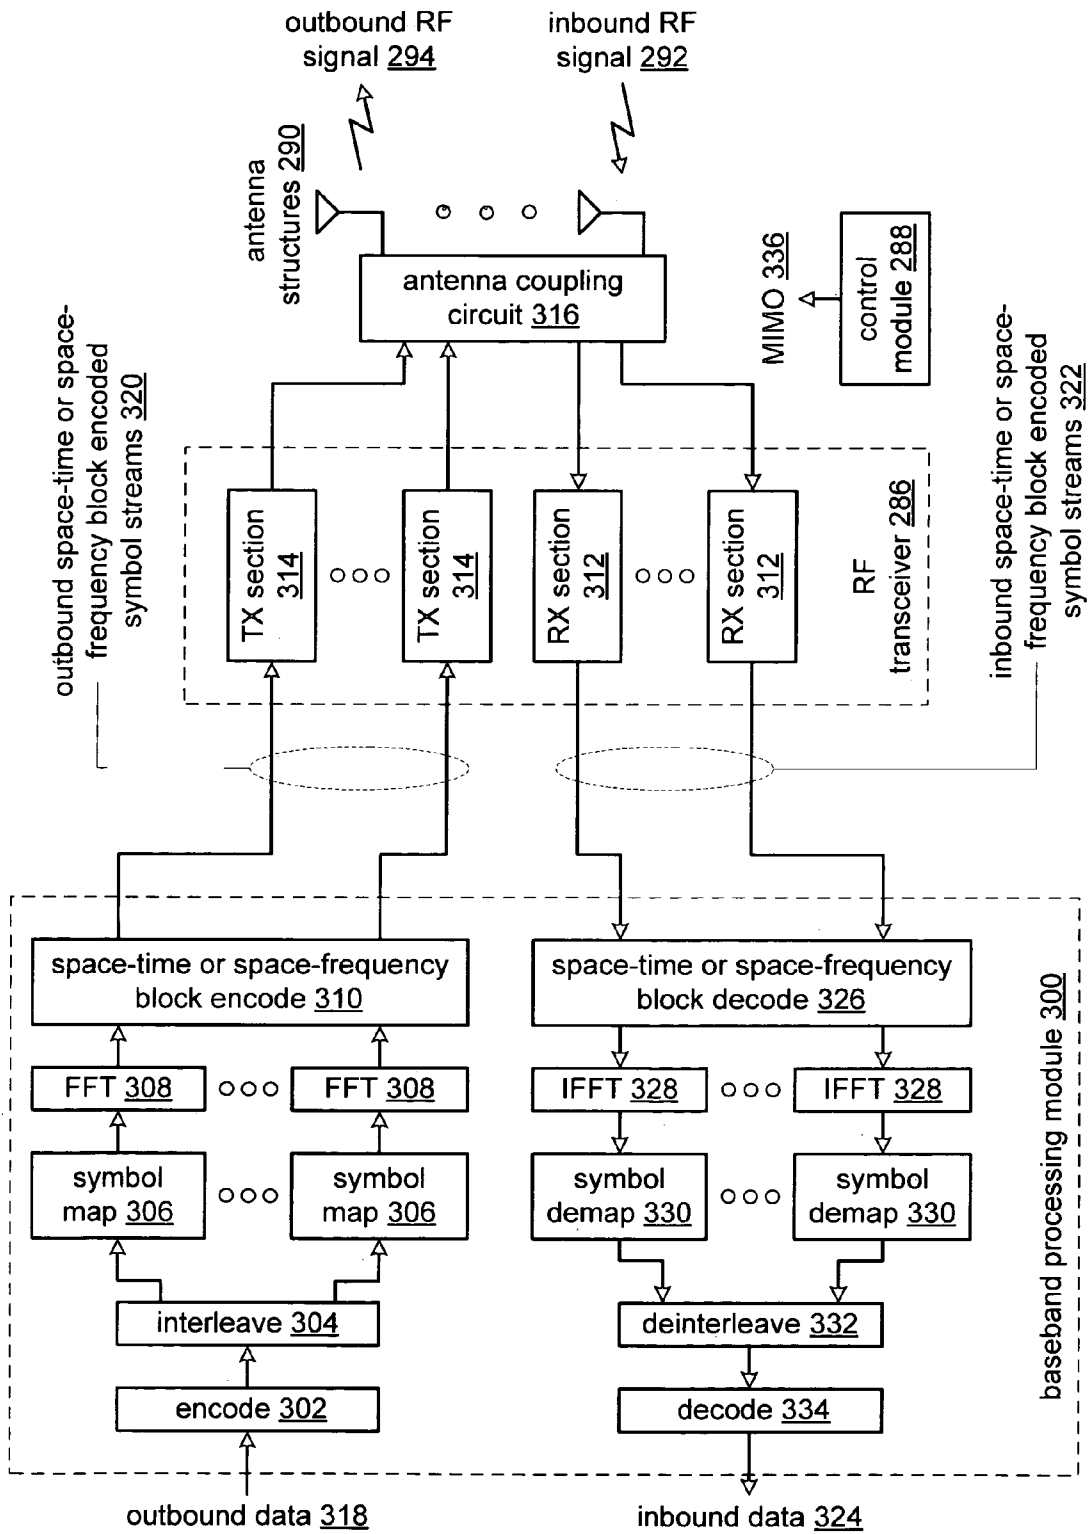 outbound RF
signal 294
inbound RF
signal 292
antenna
structures 290
antenna coupling
circuit 316
MIMO 336
control
module 288
outbound space-time or space-
frequency block encoded
symbol streams 320
TX section
314
TX section
314
RX section
312
RX section
312
RF
transceiver 286
inbound space-time or space-
frequency block encoded
symbol streams 322
space-time or space-frequency
block encode 310
space-time or space-frequency
block decode 326
FFT 308
FFT 308
IFFT 328
IFFT 328
symbol
map 306
symbol
map 306
symbol
demap 330
symbol
demap 330
interleave 304
deinterleave 332
encode 302
decode 334
baseband processing module 300
outbound data 318
inbound data 324